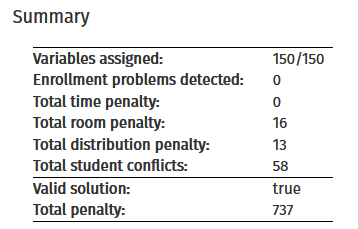 Summary
Variables assigned: 150/150
Enrollment problems detected: 0
Total time penalty: 0
Total room penalty: 16
Total distribution penalty: 13
Total student conflicts: 58
Valid solution: true
Total penalty: 737